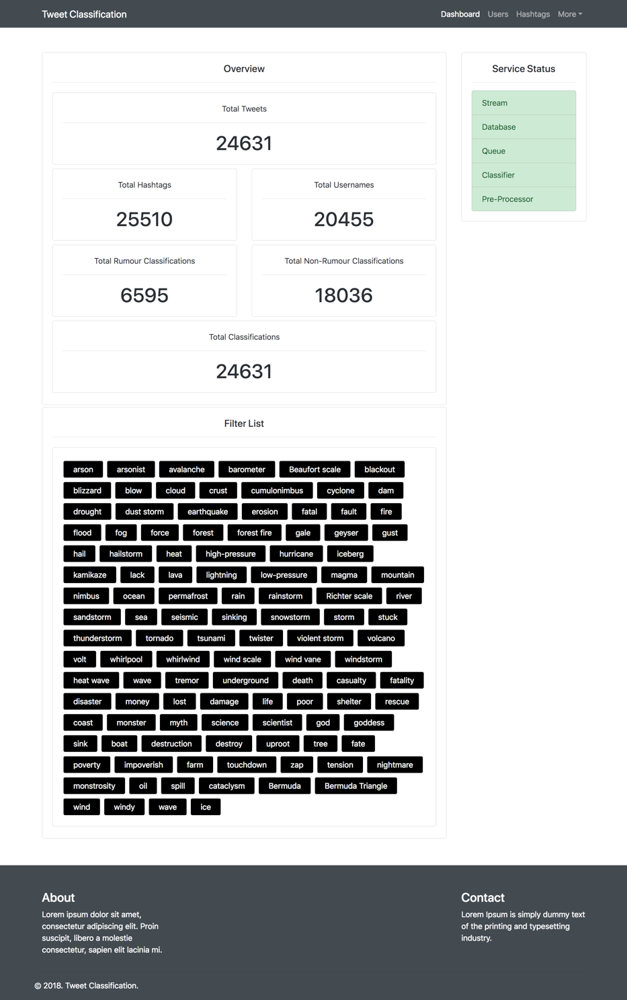 Tweet Classification
Dashboard Users Hashtags More
Overview
Total Tweets
24631
Total Hashtags
25510
Total Usernames
20455
Total Rumour Classifications
6595
Total Non-Rumour Classifications
18036
Total Classifications
24631
Service Status
Stream
Database
Queue
Classifier
Pre-Processor
Filter List
arson arsonist avalanche barometer Beaufort scale blackout
blizzard blow cloud crust cumulonimbus cyclone dam
drought dust storm earthquake erosion fatal fault fire
flood fog force forest forest fire gale geyser gust
hail hailstorm heat high-pressure hurricane iceberg
kamikaze lack lava lightning low-pressure magma mountain
nimbus ocean permafrost rain rainstorm Richter scale river
sandstorm sea seismic sinking snowstorm storm stuck
thunderstorm tornado tsunami twister violent storm volcano
volt whirlpool whirlwind wind scale wind vane windstorm
heat wave wave tremor underground death casualty fatality
disaster money lost damage life poor shelter rescue
coast monster myth science scientist god goddess
sink boat destruction destroy uproot tree fate
poverty impoverish farm touchdown zap tension nightmare
monstrosity oil spill cataclysm Bermuda Bermuda Triangle
wind windy wave ice
About
Lorem ipsum dolor sit amet,
consectetur adipiscing elit. Proin
suscipit, libero a molestie
consectetur, sapien elit lacinia mi.
Contact
Lorem Ipsum is simply dummy text
of the printing and typesetting
industry.
© 2018. Tweet Classification.